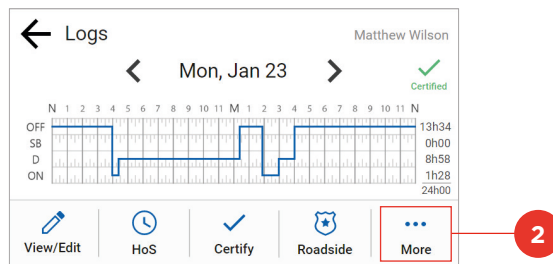 Logs Matthew Wilson
Mon, Jan 23
Certified
N 1 2 3 4 5 6 7 8 9 10 11 M 1 2 3 4 5 6 7 8 9 10 11 N
OFF 13h34
SB 0h00
D 8h58
ON 1h28
24h00
View/Edit HoS Certify Roadside More
2